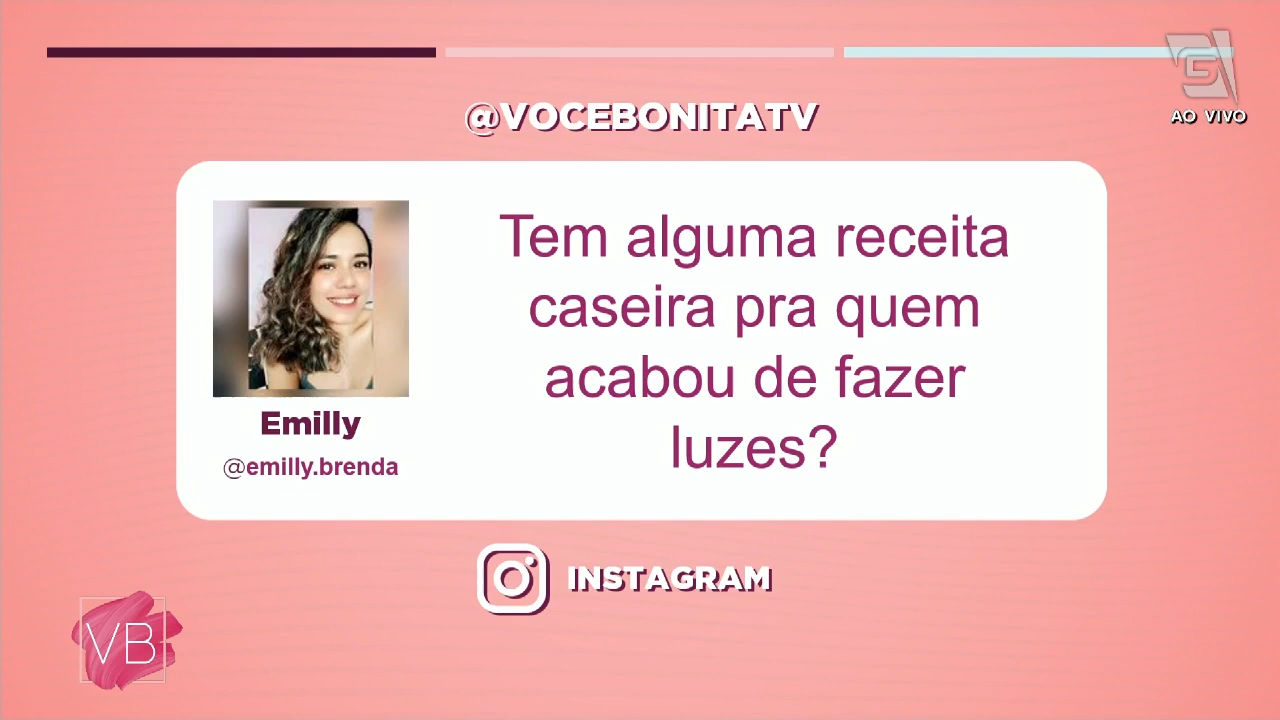 AO VIVO
@VOCEBONITATV
Tem alguma receita
caseira pra quem
acabou de fazer
luzes?
Emilly
@emilly.brenda
INSTAGRAM
VB